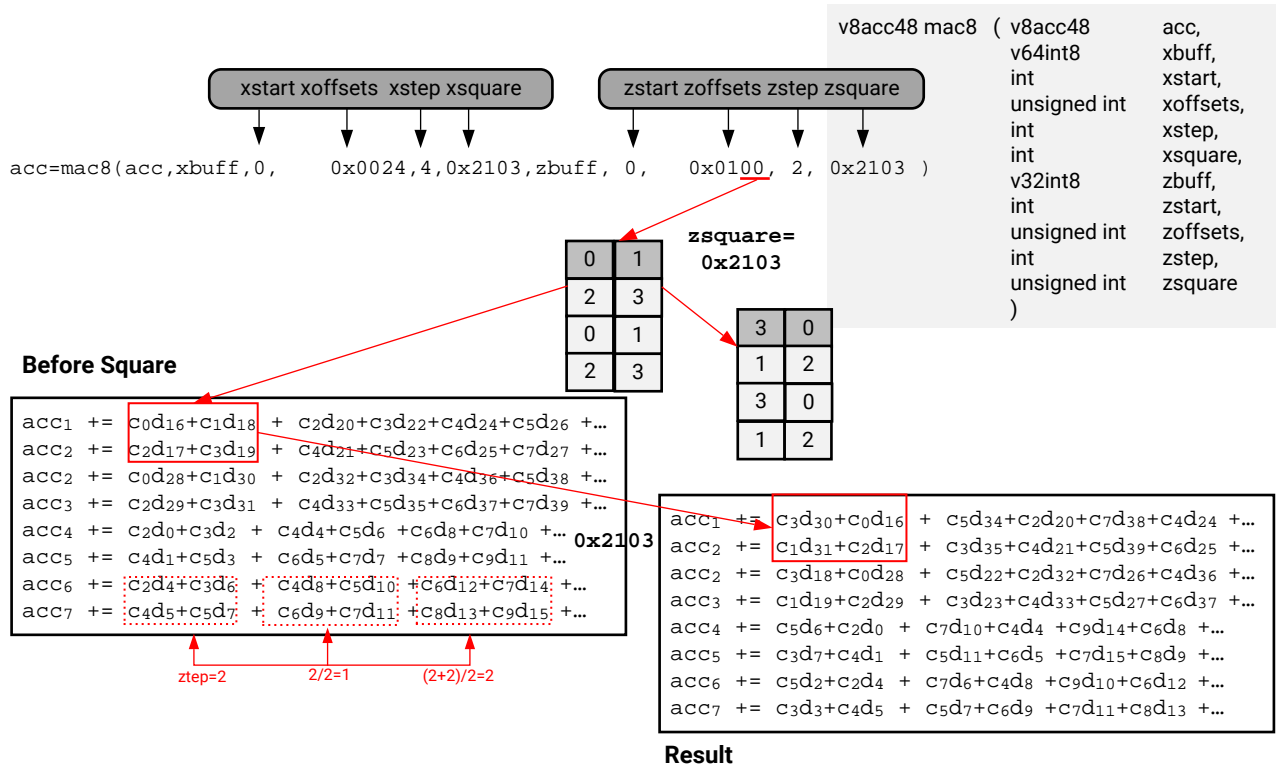 v8acc48 mac8 ( v8acc48 acc,
v64int8 xbuff,
int xstart,
unsigned int xoffsets,
int xstep,
int xsquare,
v32int8 zbuff,
int zstart,
unsigned int zoffsets,
int zstep,
unsigned int zsquare
)
xstart xoffsets xstep xsquare
zstart zoffsets zstep zsquare
acc=mac8(acc,xbuff,0, 0x0024,4,0x2103,zbuff, 0, 0x0100, 2, 0x2103 )
zsquare=
0x2103
0 1
2 3
0 1
2 3
3 0
1 2
3 0
1 2
Before Square
acc1 += c0d16+c1d18 + c2d20+c3d22+c4d24+c5d26 +…
acc2 += c2d17+c3d19 + c4d21+c5d23+c6d25+c7d27 +…
acc2 += c0d28+c1d30 + c2d32+c3d34+c4d36+c5d38 +…
acc3 += c2d29+c3d31 + c4d33+c5d35+c6d37+c7d39 +…
acc4 += c2d0+c3d2 + c4d4+c5d6 +c6d8+c7d10 +…
acc5 += c4d1+c5d3 + c6d5+c7d7 +c8d9+c9d11 +…
acc6 += c2d4+c3d6 + c4d8+c5d10 +c6d12+c7d14 +…
acc7 += c4d5+c5d7 + c6d9+c7d11 +c8d13+c9d15 +…
ztep=2 2/2=1 (2+2)/2=2
0x2103
acc1 += c3d30+c0d16 + c5d34+c2d20+c7d38+c4d24 +…
acc2 += c1d31+c2d17 + c3d35+c4d21+c5d39+c6d25 +…
acc2 += c3d18+c0d28 + c5d22+c2d32+c7d26+c4d36 +…
acc3 += c1d19+c2d29 + c3d23+c4d33+c5d27+c6d37 +…
acc4 += c5d6+c2d0 + c7d10+c4d4 +c9d14+c6d8 +…
acc5 += c3d7+c4d1 + c5d11+c6d5 +c7d15+c8d9 +…
acc6 += c5d2+c2d4 + c7d6+c4d8 +c9d10+c6d12 +…
acc7 += c3d3+c4d5 + c5d7+c6d9 +c7d11+c8d13 +…
Result